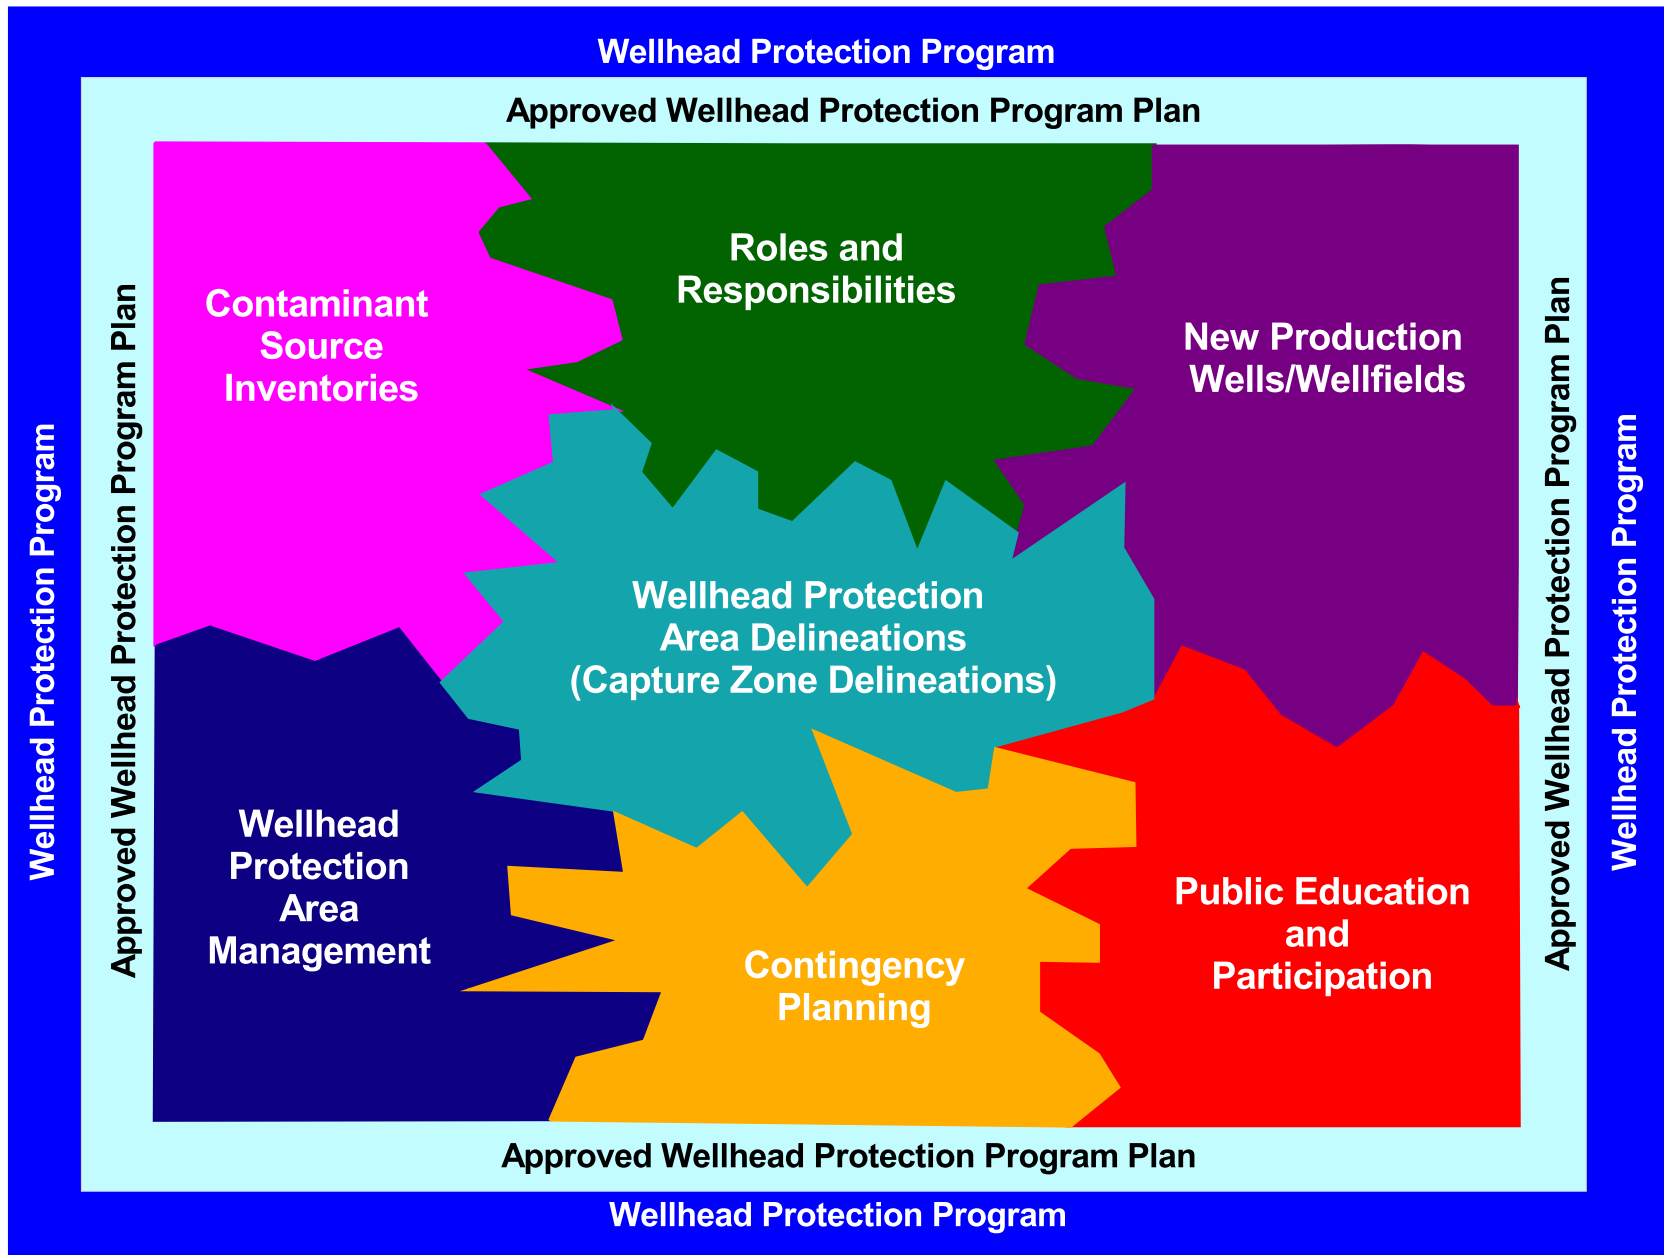 Wellhead Protection Program
Approved Wellhead Protection Program Plan
Wellhead Protection Program
Approved Wellhead Protection Program Plan
Contaminant
Source
Inventories
Roles and
Responsibilities
New Production
Wells/Wellfields
Wellhead Protection
Area Delineations
(Capture Zone Delineations)
Wellhead
Protection
Area
Management
Contingency
Planning
Public Education
and
Participation
Approved Wellhead Protection Program Plan
Wellhead Protection Program
Approved Wellhead Protection Program Plan
Wellhead Protection Program